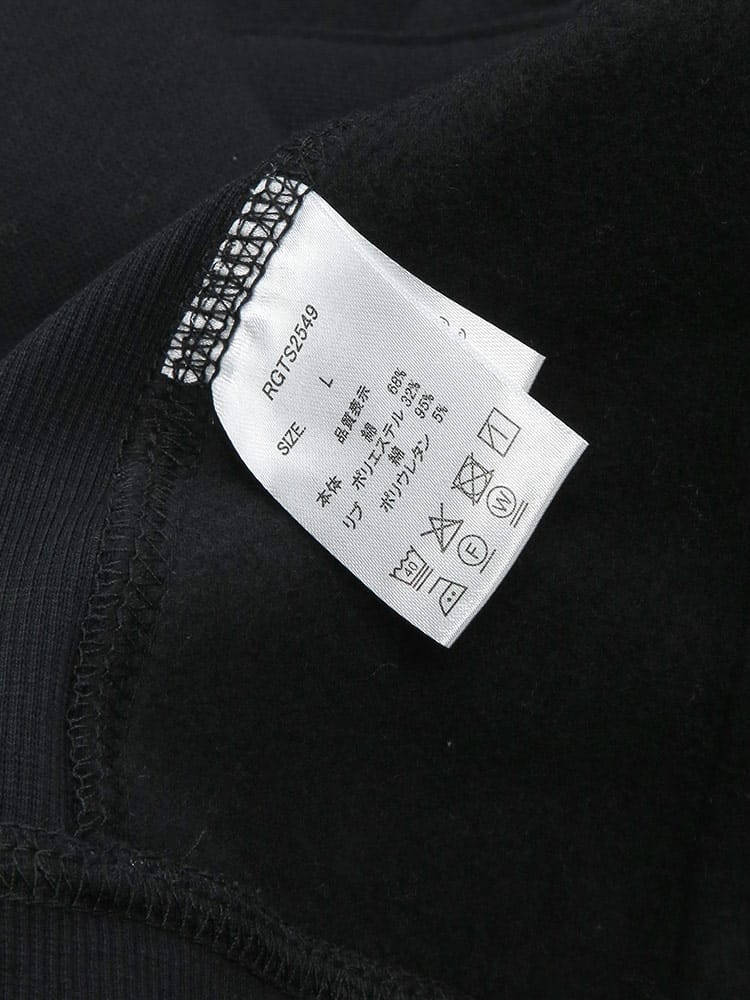 RGTS2549
SIZE. L
品質表示
本体 綿 68%
ポリエステル 32%
リブ 綿 95%
ポリウレタン 5%
40 F W